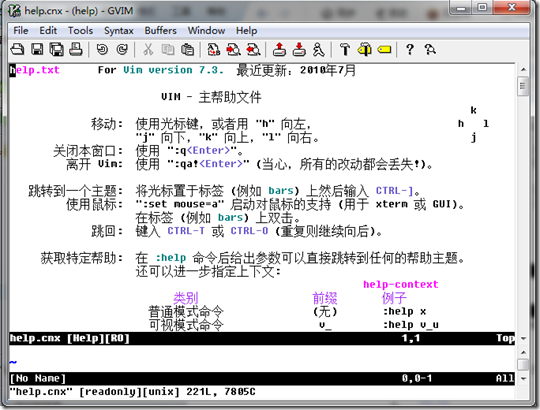 help.cnx - (help) - GVIM
File Edit Tools Syntax Buffers Window Help
help.txt For Vim version 7.3. 最近更新: 2010年7月
VIM - 主帮助文件
k
移动: 使用光标键, 或者用 "h" 向左, h l
"j" 向下, "k" 向上, "l" 向右。 j
关闭本窗口: 使用 ":q<Enter>"。
离开 Vim: 使用 ":qa!<Enter>" (当心, 所有的改动都会丢失!)。
跳转到一个主题: 将光标置于标签 (例如 bars) 上然后输入 CTRL-]。
使用鼠标: ":set mouse=a" 启动对鼠标的支持 (用于 xterm 或 GUI)。
在标签 (例如 bars) 上双击。
跳回: 键入 CTRL-T 或 CTRL-O (重复则继续向后)。
获取特定帮助: 在 :help 命令后给出参数可以直接跳转到任何的帮助主题。
还可以进一步指定上下文:
help-context
类别 前缀 例子
普通模式命令 (无) :help x
可视模式命令 v_ :help v_u
help.cnx [Help][RO] 1,1 Top
~
[No Name] 0,0-1 All
"help.cnx" [readonly][unix] 221L, 7805C